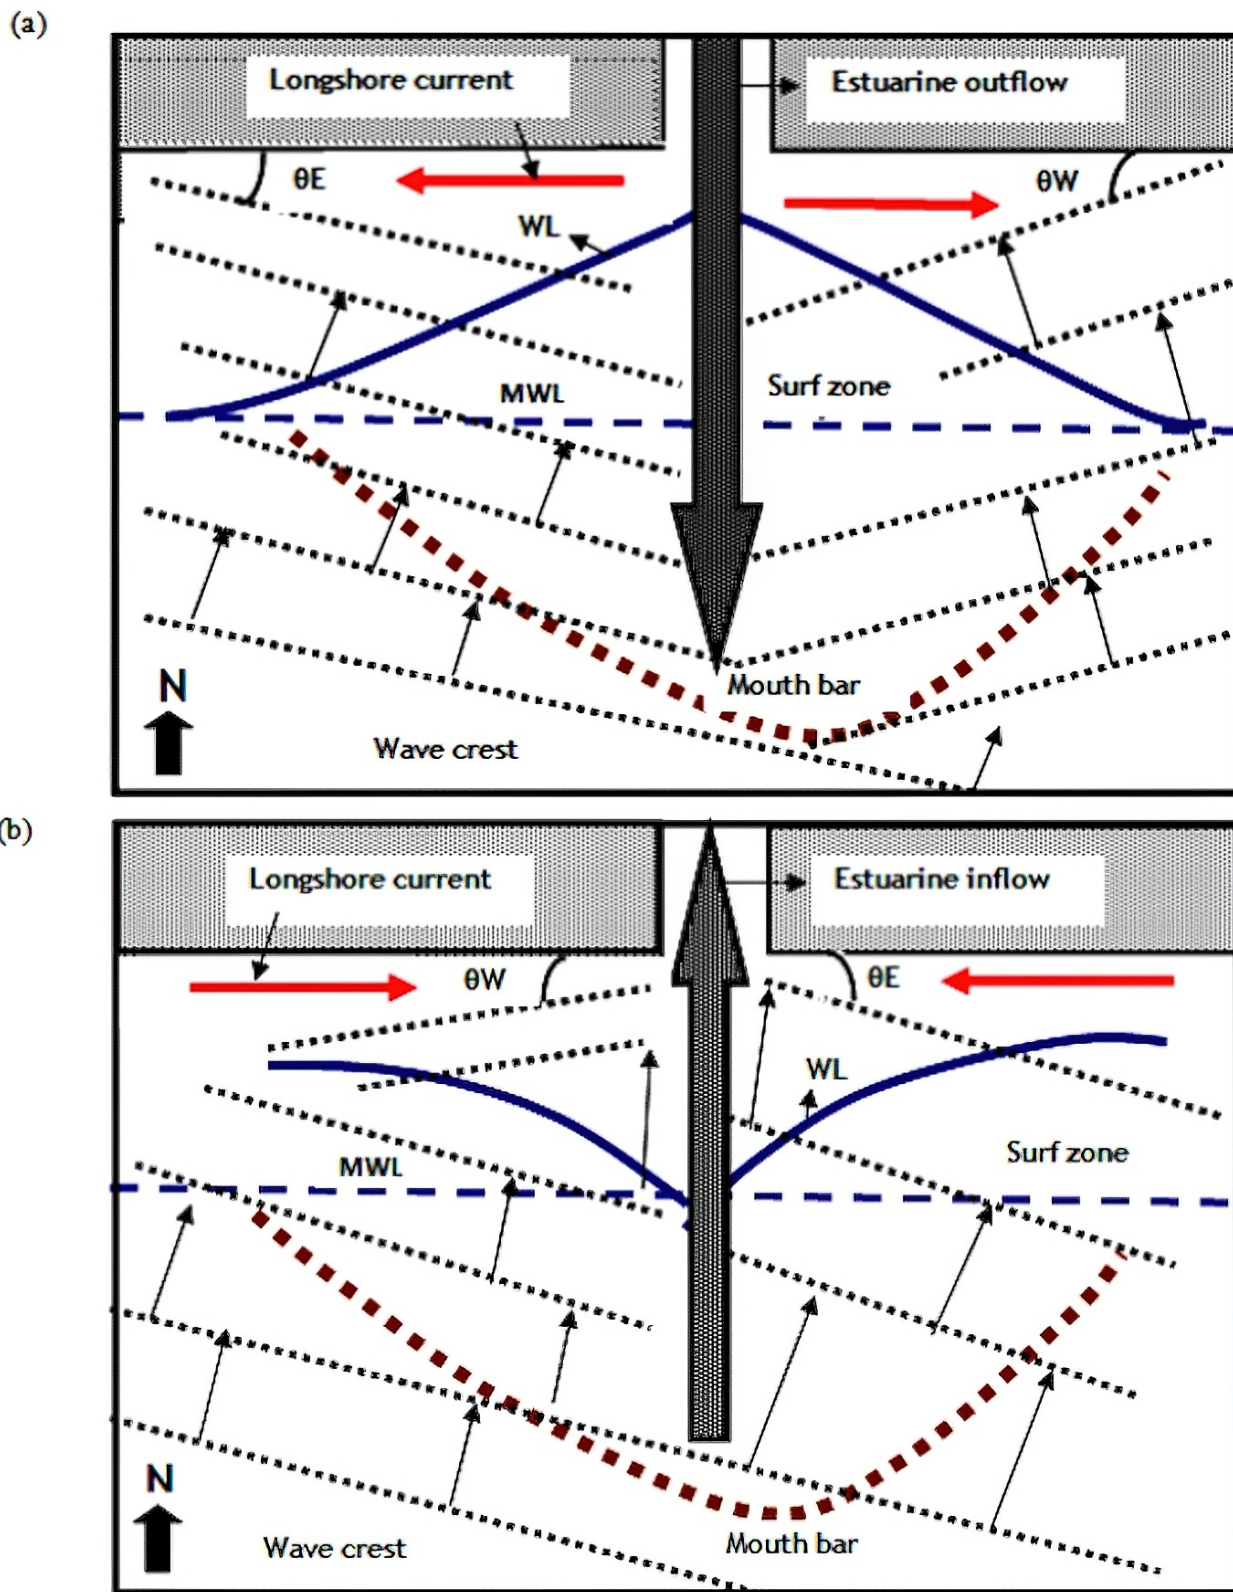 (a)
Longshore current
Estuarine outflow
θE
θW
WL
MWL
Surf zone
Mouth bar
N
Wave crest
(b)
Longshore current
Estuarine inflow
θW
θE
WL
MWL
Surf zone
N
Mouth bar
Wave crest